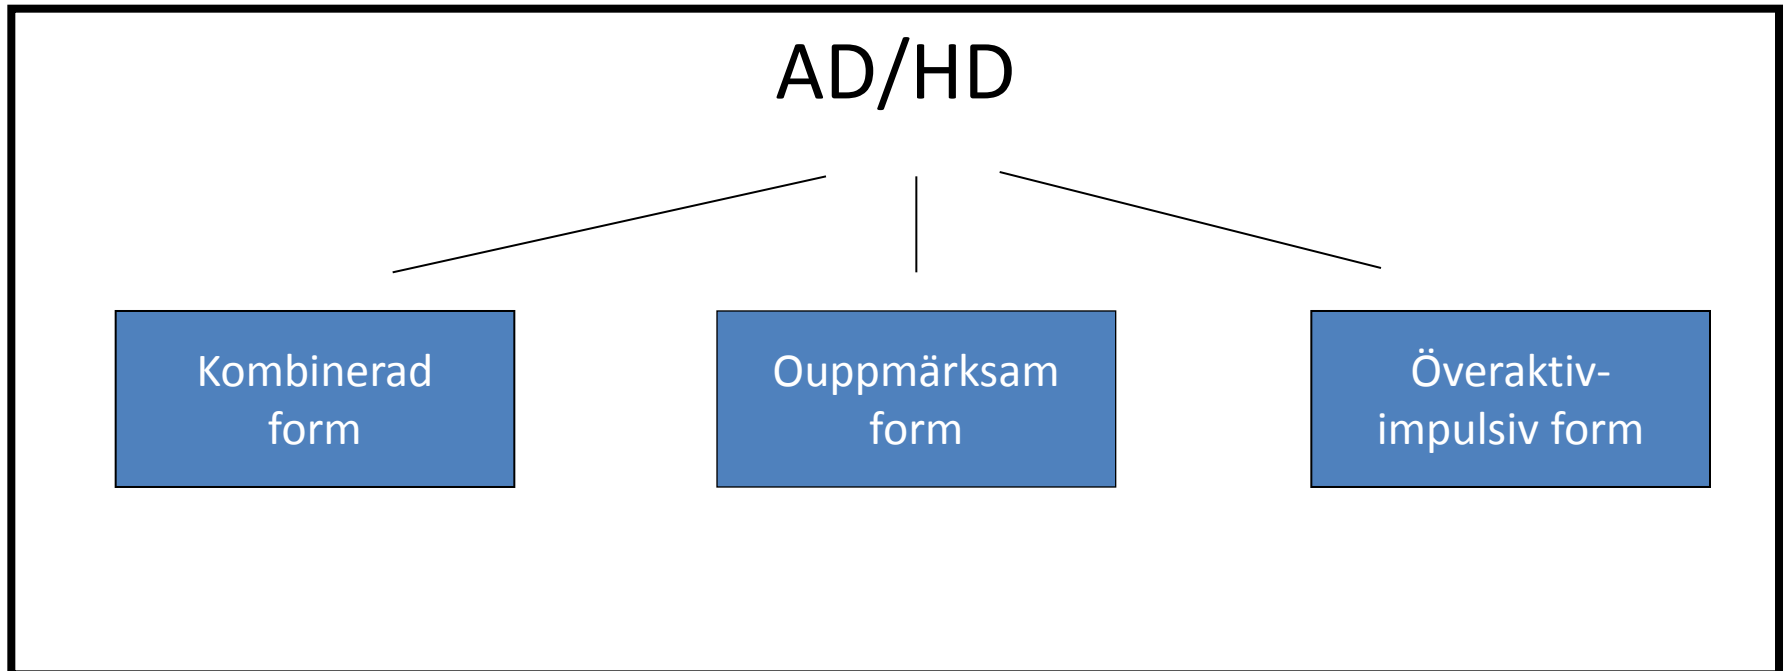 AD/HD
Kombinerad
form
Ouppmärksam
form
Överaktiv-
impulsiv form